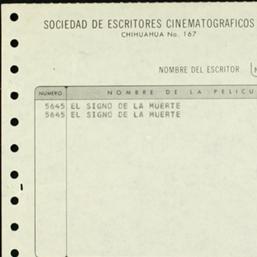 SOCIEDAD DE ESCRITORES CINEMATOGRAFICOS
CHIHUAHUA No. 167
NOMBRE DEL ESCRITOR
NUMERO NOMBRE DE LA PELICU
5645 EL SIGNO DE LA MUERTE
5645 EL SIGNO DE LA MUERTE